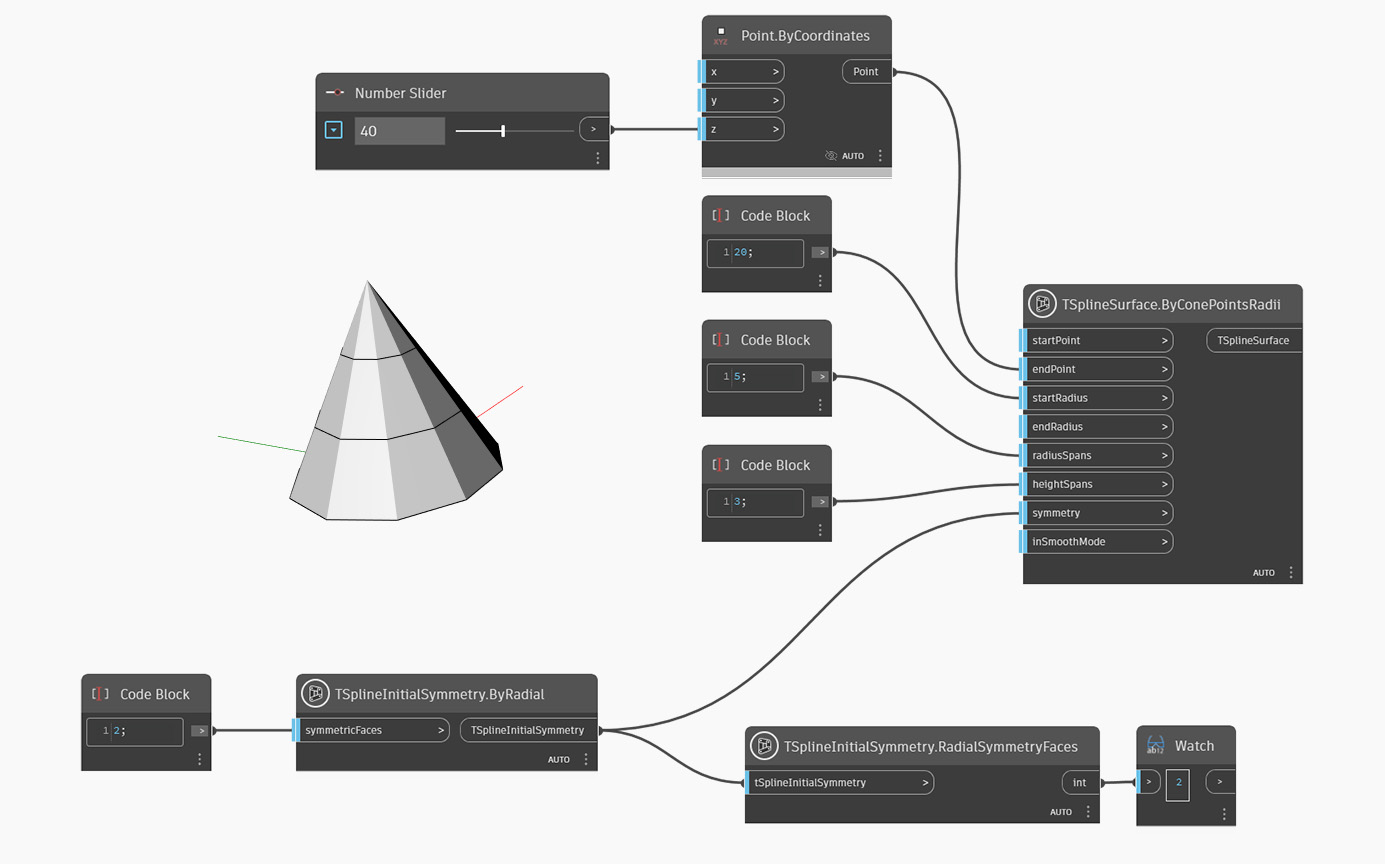 XYZ
Point.ByCoordinates
x >
Point
y >
z >
AUTO
Number Slider
40
>
[ ] Code Block
1 20; >
[ ] Code Block
1 5; >
[ ] Code Block
1 3; >
TSplineSurface.ByConePointsRadii
startPoint >
TSplineSurface
endPoint >
startRadius >
endRadius >
radiusSpans >
heightSpans >
symmetry >
inSmoothMode >
AUTO
[ ] Code Block
1 2; >
TSplineInitialSymmetry.ByRadial
symmetricFaces >
TSplineInitialSymmetry
AUTO
TSplineInitialSymmetry.RadialSymmetryFaces
tSplineInitialSymmetry >
int
AUTO
ab12
Watch
> 2 >